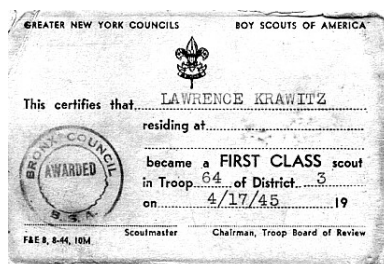 GREATER NEW YORK COUNCILS BOY SCOUTS OF AMERICA
This certifies that LAWRENCE KRAWITZ
residing at
became a FIRST CLASS scout
BRONX COUNCIL
AWARDED
B.S.A.
in Troop 64 of District 3
on 4/17/45 19
Scoutmaster Chairman, Troop Board of Review
F&E 8, 8-44, 10M